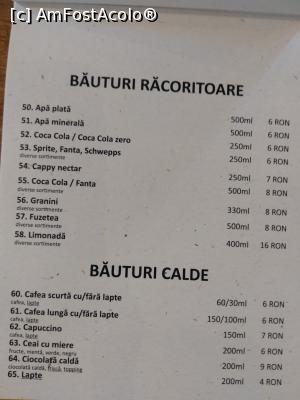 [c] AmFostAcolo®
BĂUTURI RĂCORITOARE
50. Apă plată 500ml 6 RON
51. Apă minerală 500ml 6 RON
52. Coca Cola / Coca Cola zero 250ml 6 RON
53. Sprite, Fanta, Schwepps 250ml 6 RON
diverse sortimente
54. Cappy nectar 250ml 7 RON
55. Coca Cola / Fanta 500ml 8 RON
diverse sortimente
56. Granini 330ml 8 RON
57. Fuzetea 500ml 8 RON
diverse sortimente
58. Limonadă 400ml 16 RON
diverse sortimente
BĂUTURI CALDE
60. Cafea scurtă cu/fără lapte 60/30ml 6 RON
cafea, lapte
61. Cafea lungă cu/fără lapte 150/100ml 6 RON
cafea, lapte
62. Capuccino 150ml 7 RON
cafea, lapte
63. Ceai cu miere 200ml 6 RON
fructe, mentă, verde, negru
64. Ciocolată caldă 200ml 9 RON
ciocolată caldă, frișcă, topping
65. Lapte 200ml 4 RON